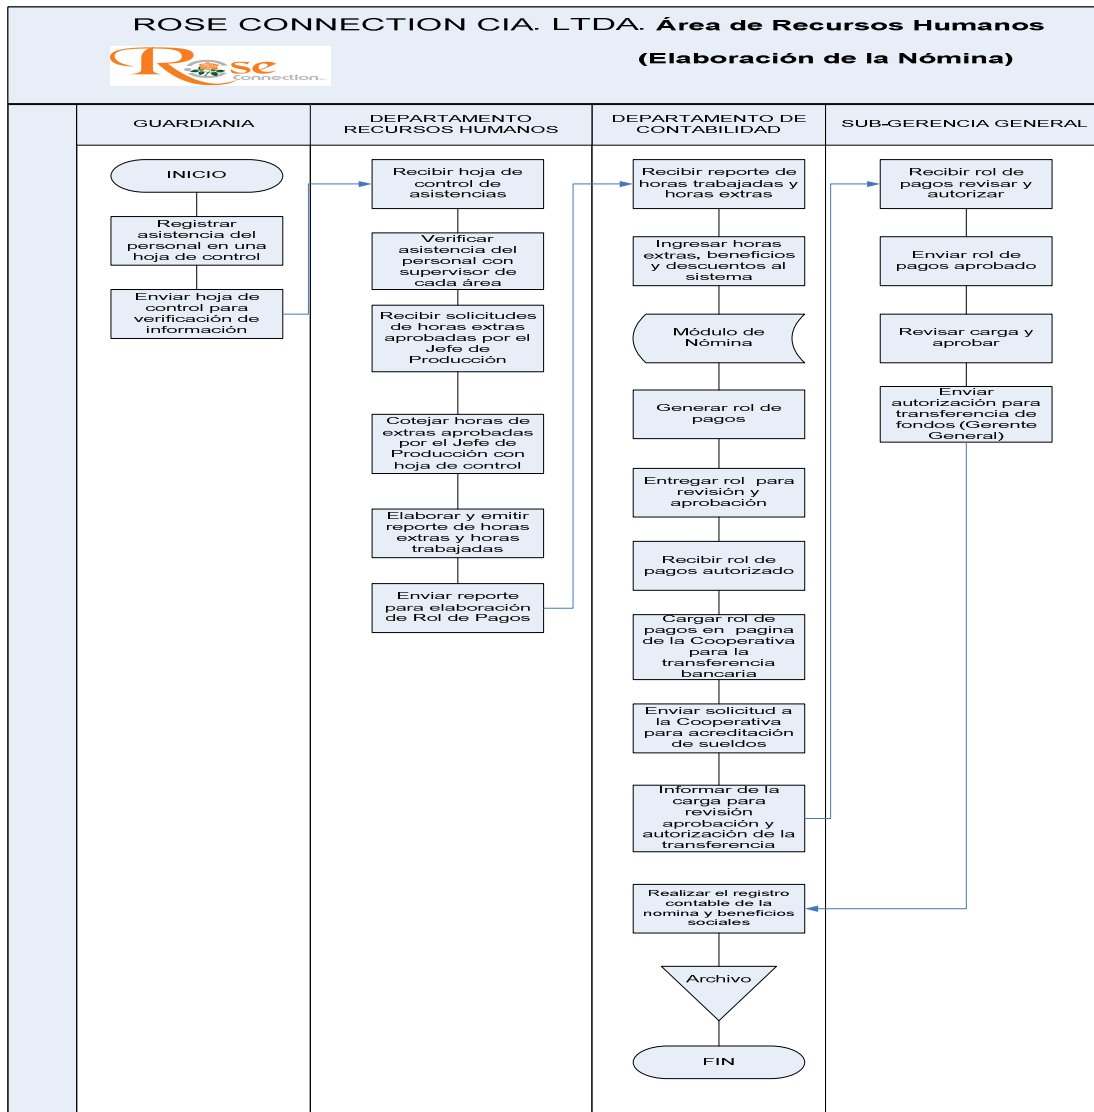 ROSE CONNECTION CIA. LTDA. Área de Recursos Humanos
(Elaboración de la Nómina)
Rose
Connection
GUARDIANIA
DEPARTAMENTO
RECURSOS HUMANOS
DEPARTAMENTO DE
CONTABILIDAD
SUB-GERENCIA GENERAL
INICIO
Registrar
asistencia del
personal en una
hoja de control
Enviar hoja de
control para
verificación de
información
Recibir hoja de
control de
asistencias
Verificar
asistencia del
personal con
supervisor de
cada área
Recibir solicitudes
de horas extras
aprobadas por el
Jefe de
Producción
Cotejar horas de
extras aprobadas
por el Jefe de
Producción con
hoja de control
Elaborar y emitir
reporte de horas
extras y horas
trabajadas
Enviar reporte
para elaboración
de Rol de Pagos
Recibir reporte de
horas trabajadas y
horas extras
Ingresar horas
extras, beneficios
y descuentos al
sistema
Módulo de
Nómina
Generar rol de
pagos
Entregar rol para
revisión y
aprobación
Recibir rol de
pagos autorizado
Cargar rol de
pagos en pagina
de la Cooperativa
para la
transferencia
bancaria
Enviar solicitud a
la Cooperativa
para acreditación
de sueldos
Informar de la
carga para
revisión
aprobación y
autorización de la
transferencia
Realizar el registro
contable de la
nomina y beneficios
sociales
Archivo
FIN
Recibir rol de
pagos revisar y
autorizar
Enviar rol de
pagos aprobado
Revisar carga y
aprobar
Enviar
autorización para
transferencia de
fondos (Gerente
General)